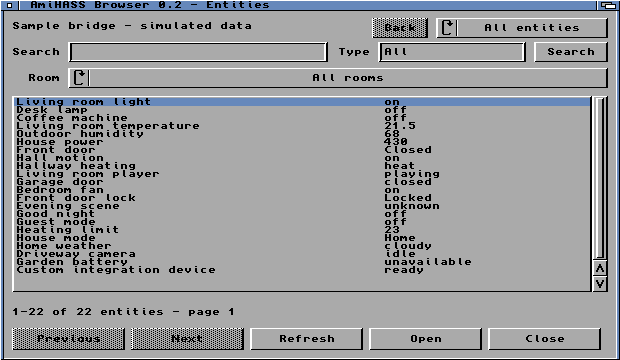 AmiHASS Browser 0.2 - Entities
Sample bridge - simulated data Back All entities
Search Type All Search
Room All rooms
Living room light on
Desk lamp off
Coffee machine off
Living room temperature 21.5
Outdoor humidity 68
House power 430
Front door Closed
Hall motion on
Hallway heating heat
Living room player playing
Garage door closed
Bedroom fan on
Front door lock Locked
Evening scene unknown
Good night off
Guest mode off
Heating limit 23
House mode Home
Home weather cloudy
Driveway camera idle
Garden battery unavailable
Custom integration device ready
1-22 of 22 entities - page 1
Previous Next Refresh Open Close